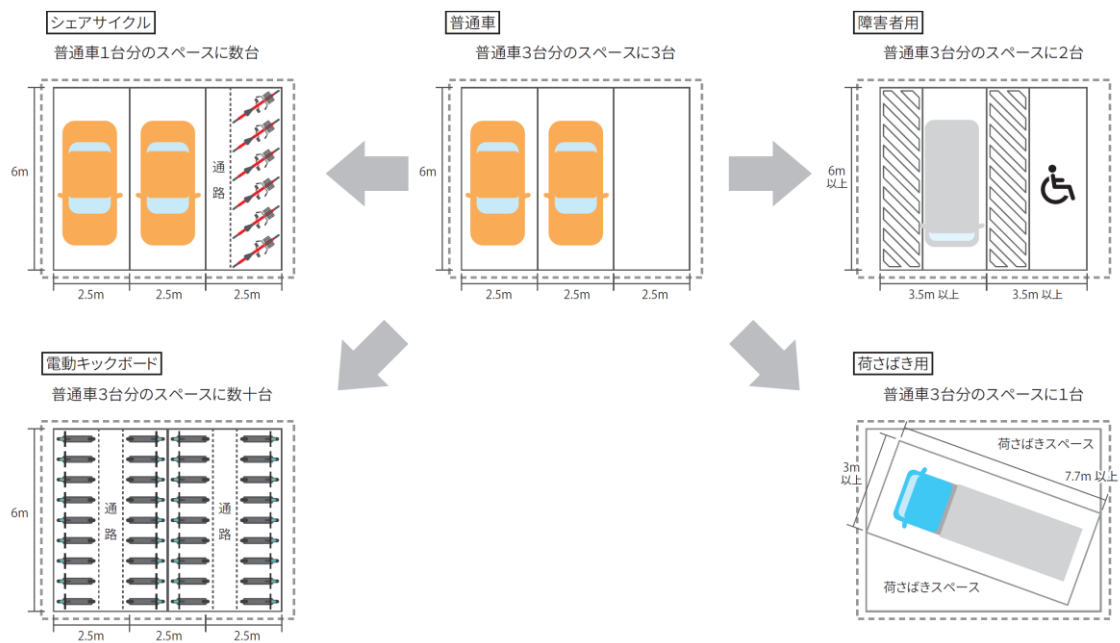 シェアサイクル
普通車1台分のスペースに数台
6m
通路
2.5m
2.5m
2.5m
普通車
普通車3台分のスペースに3台
6m
2.5m
2.5m
2.5m
障害者用
普通車3台分のスペースに2台
6m
以上
3.5m 以上
3.5m 以上
電動キックボード
普通車3台分のスペースに数十台
6m
通路
通路
2.5m
2.5m
2.5m
荷さばき用
普通車3台分のスペースに1台
荷さばきスペース
3m
以上
7.7m 以上
荷さばきスペース